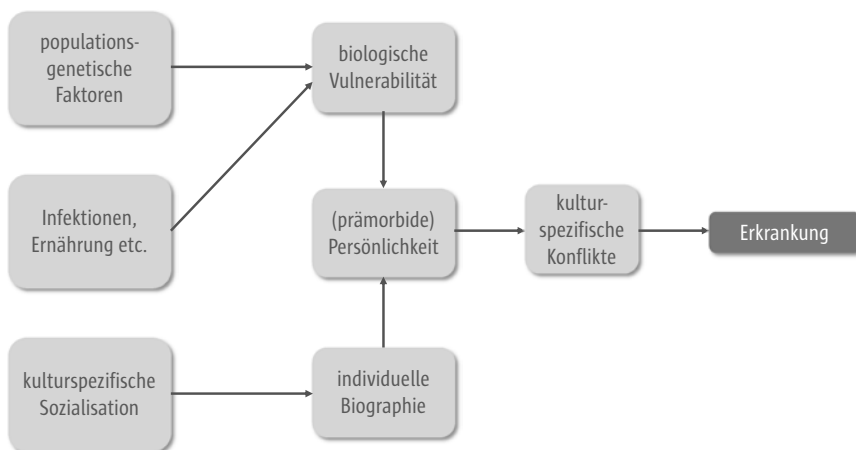 populations-
genetische
Faktoren
biologische
Vulnerabilität
Infektionen,
Ernährung etc.
(prämorbide)
Persönlichkeit
kultur-
spezifische
Konflikte
Erkrankung
kulturspezifische
Sozialisation
individuelle
Biographie